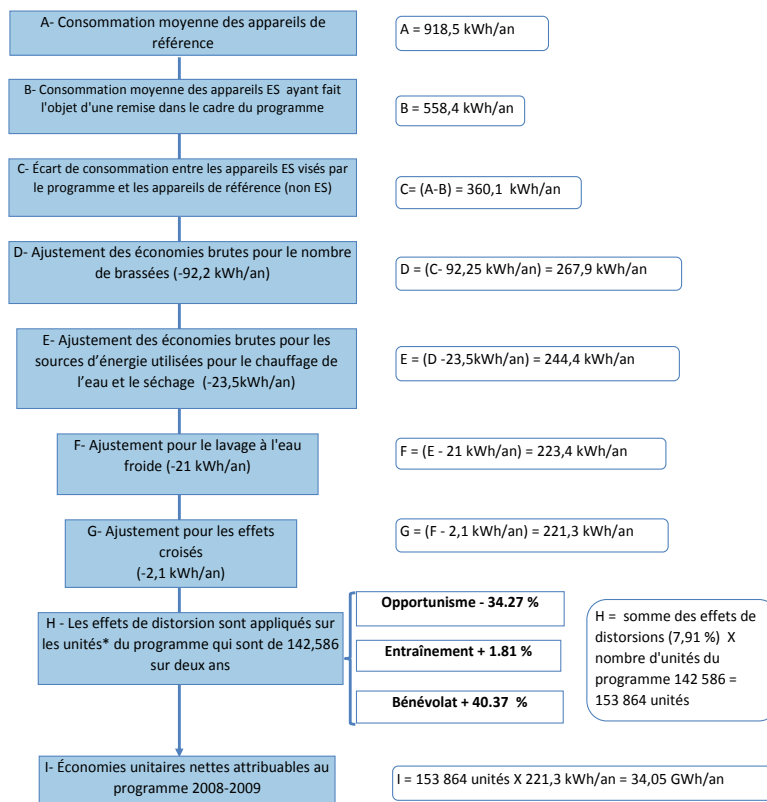 A- Consommation moyenne des appareils de
référence
A = 918,5 kWh/an
B- Consommation moyenne des appareils ES ayant fait
l'objet d'une remise dans le cadre du programme
B = 558,4 kWh/an
C- Écart de consommation entre les appareils ES visés par
le programme et les appareils de référence (non ES)
C= (A-B) = 360,1 kWh/an
D- Ajustement des économies brutes pour le nombre
de brassées (-92,2 kWh/an)
D = (C- 92,25 kWh/an) = 267,9 kWh/an
E- Ajustement des économies brutes pour les
sources d’énergie utilisées pour le chauffage de
l’eau et le séchage (-23,5kWh/an)
E = (D -23,5kWh/an) = 244,4 kWh/an
F- Ajustement pour le lavage à l'eau
froide (-21 kWh/an)
F = (E - 21 kWh/an) = 223,4 kWh/an
G- Ajustement pour les effets
croisés
(-2,1 kWh/an)
G = (F - 2,1 kWh/an) = 221,3 kWh/an
H - Les effets de distorsion sont appliqués sur
les unités* du programme qui sont de 142,586
sur deux ans
Opportunisme - 34.27 %
Entraînement + 1.81 %
Bénévolat + 40.37 %
H = somme des effets de
distorsions (7,91 %) X
nombre d'unités du
programme 142 586 =
153 864 unités
I- Économies unitaires nettes attribuables au
programme 2008-2009
I = 153 864 unités X 221,3 kWh/an = 34,05 GWh/an